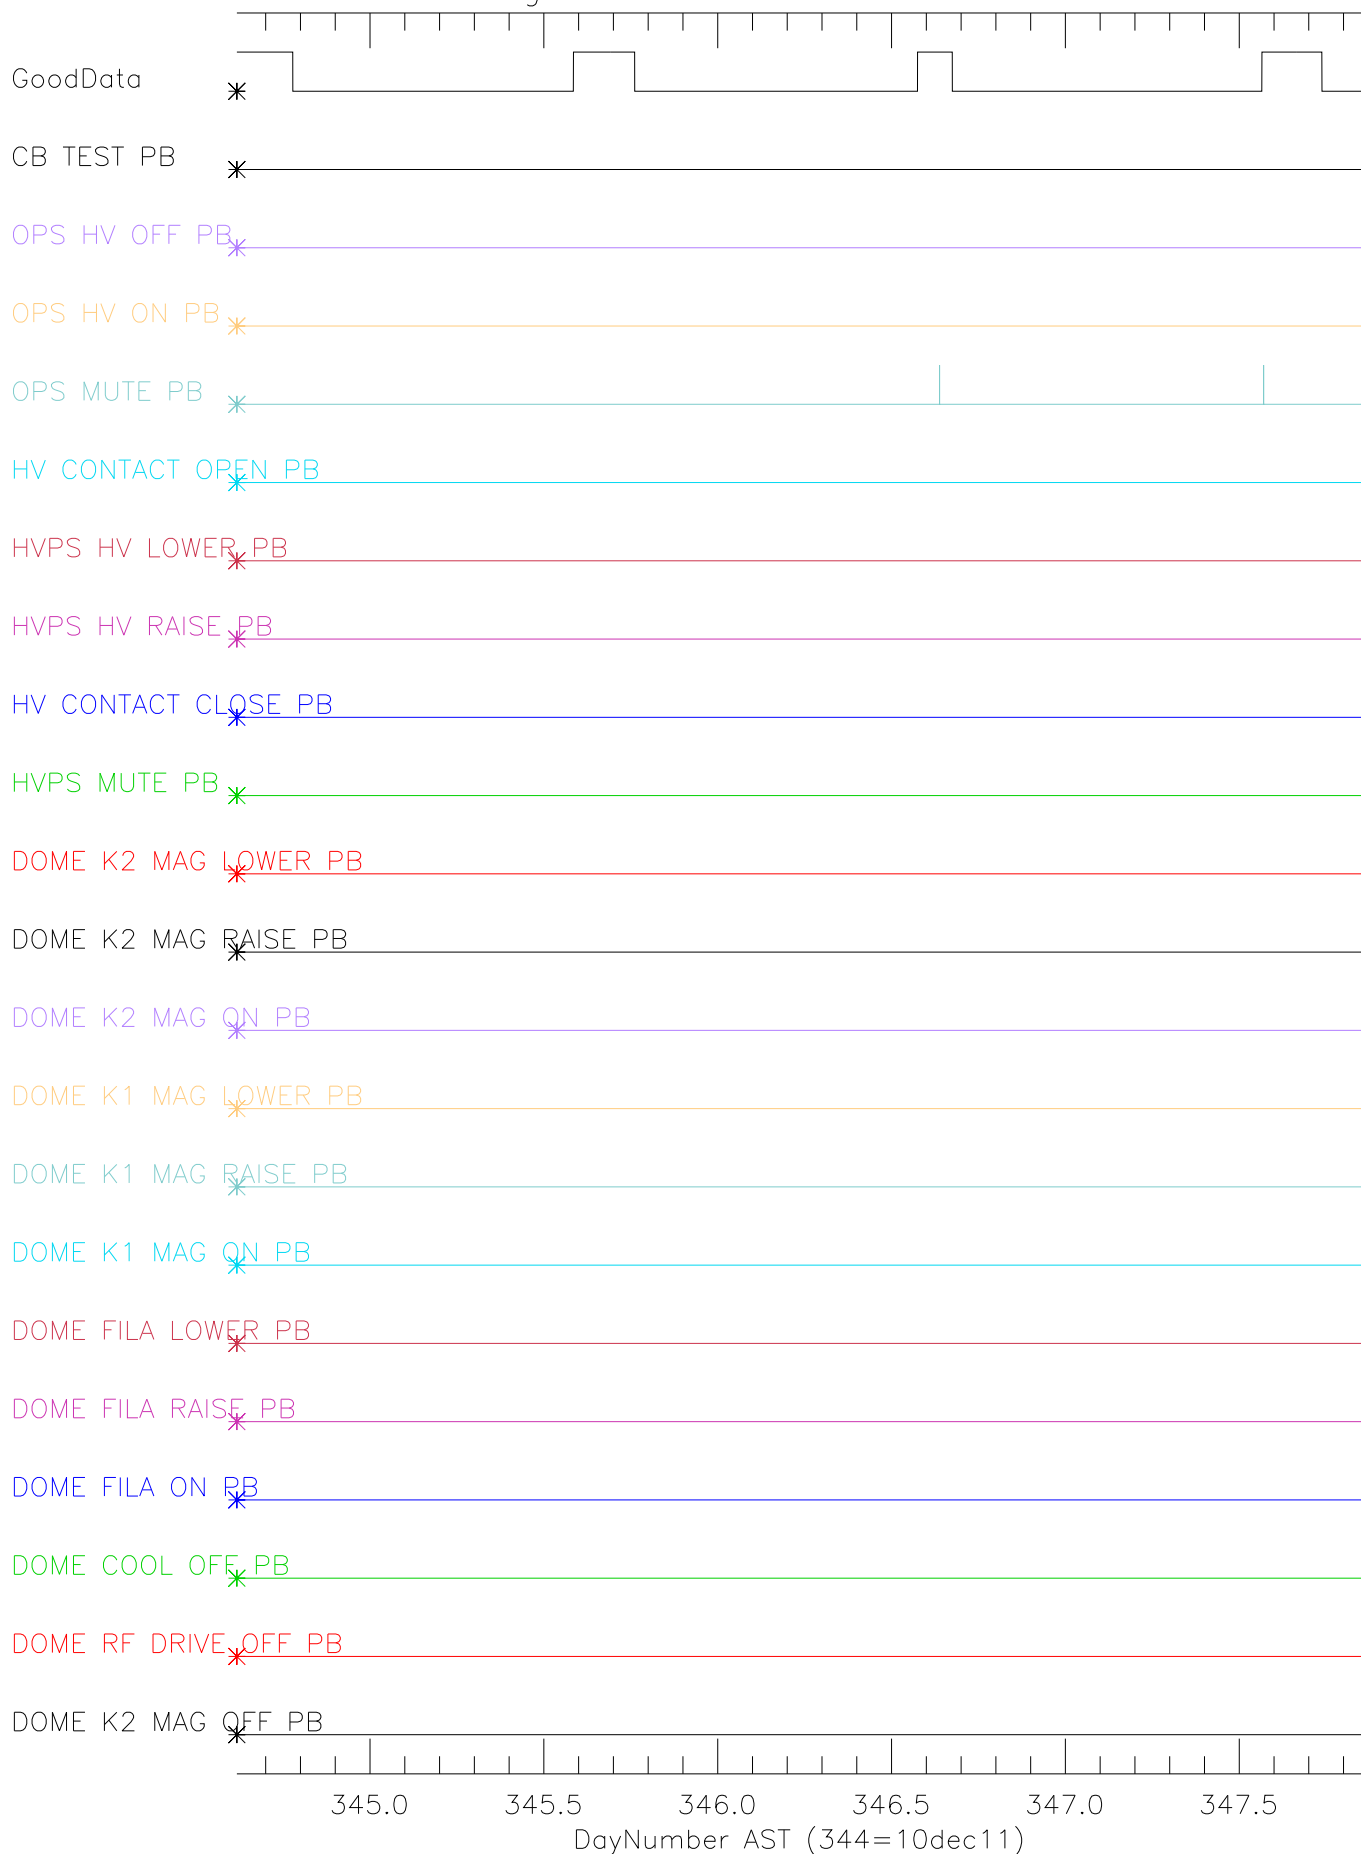 GoodData
CB TEST PB
OPS HV OFF PB
OPS HV ON PB
OPS MUTE PB
HV CONTACT OPEN PB
HVPS HV LOWER PB
HVPS HV RAISE PB
HV CONTACT CLOSE PB
HVPS MUTE PB
DOME K2 MAG LOWER PB
DOME K2 MAG RAISE PB
DOME K2 MAG ON PB
DOME K1 MAG LOWER PB
DOME K1 MAG RAISE PB
DOME K1 MAG ON PB
DOME FILA LOWER PB
DOME FILA RAISE PB
DOME FILA ON PB
DOME COOL OFF PB
DOME RF DRIVE OFF PB
DOME K2 MAG OFF PB
345.0 345.5 346.0 346.5 347.0 347.5
DayNumber AST (344=10dec11)